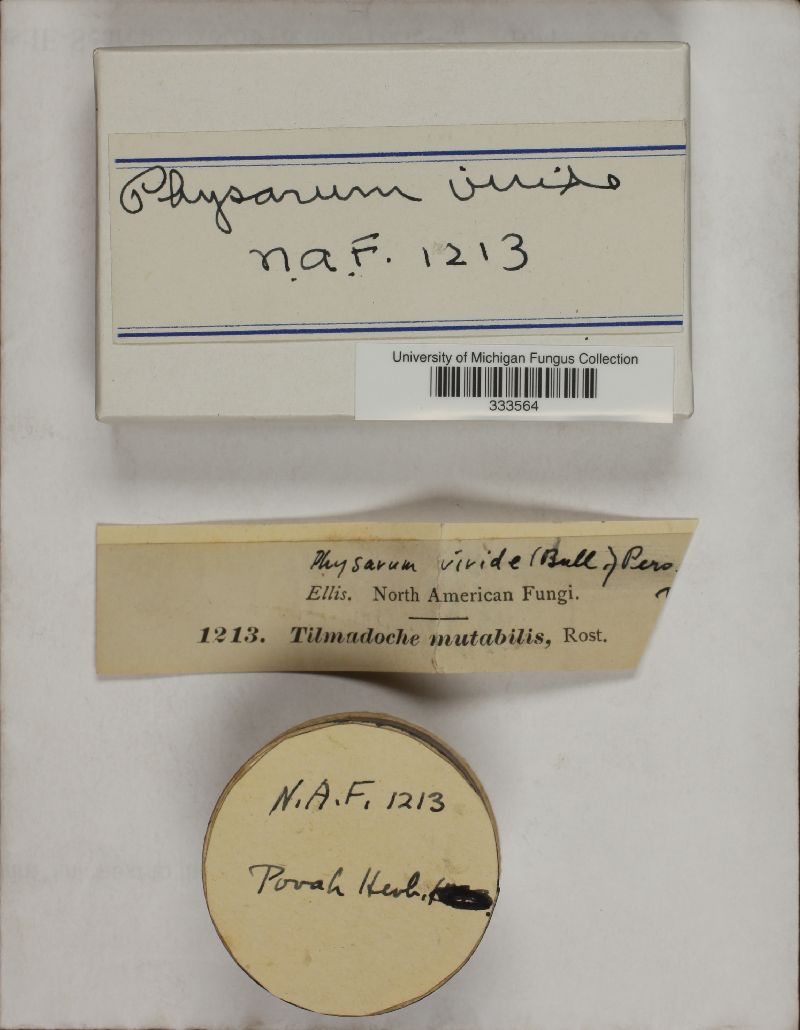 Physarum viride
N.A.F. 1213
University of Michigan Fungus Collection
333564
Physarum viride (Bull.) Pers.
Ellis. North American Fungi.
1213. Tilmadoche mutabilis, Rost.
N.A.F. 1213
Povah Herb.